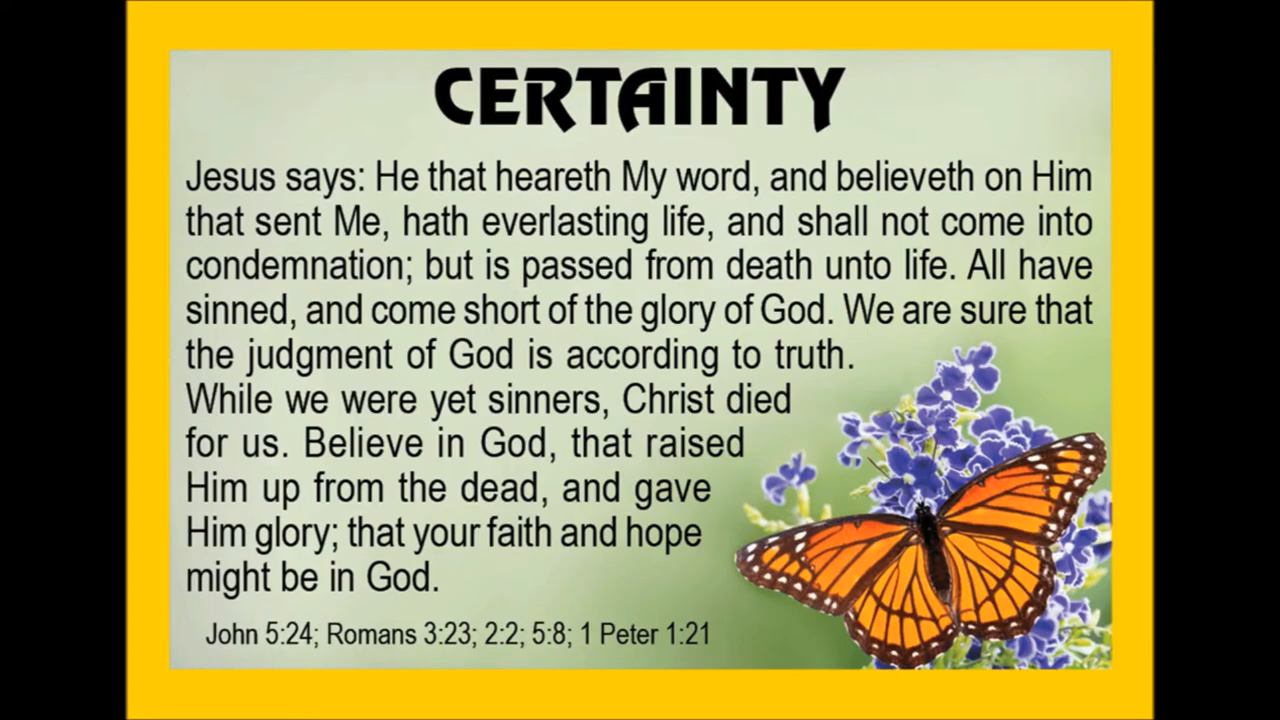 CERTAINTY
Jesus says: He that heareth My word, and believeth on Him
that sent Me, hath everlasting life, and shall not come into
condemnation; but is passed from death unto life. All have
sinned, and come short of the glory of God. We are sure that
the judgment of God is according to truth.
While we were yet sinners, Christ died
for us. Believe in God, that raised
Him up from the dead, and gave
Him glory; that your faith and hope
might be in God.
John 5:24; Romans 3:23; 2:2; 5:8; 1 Peter 1:21